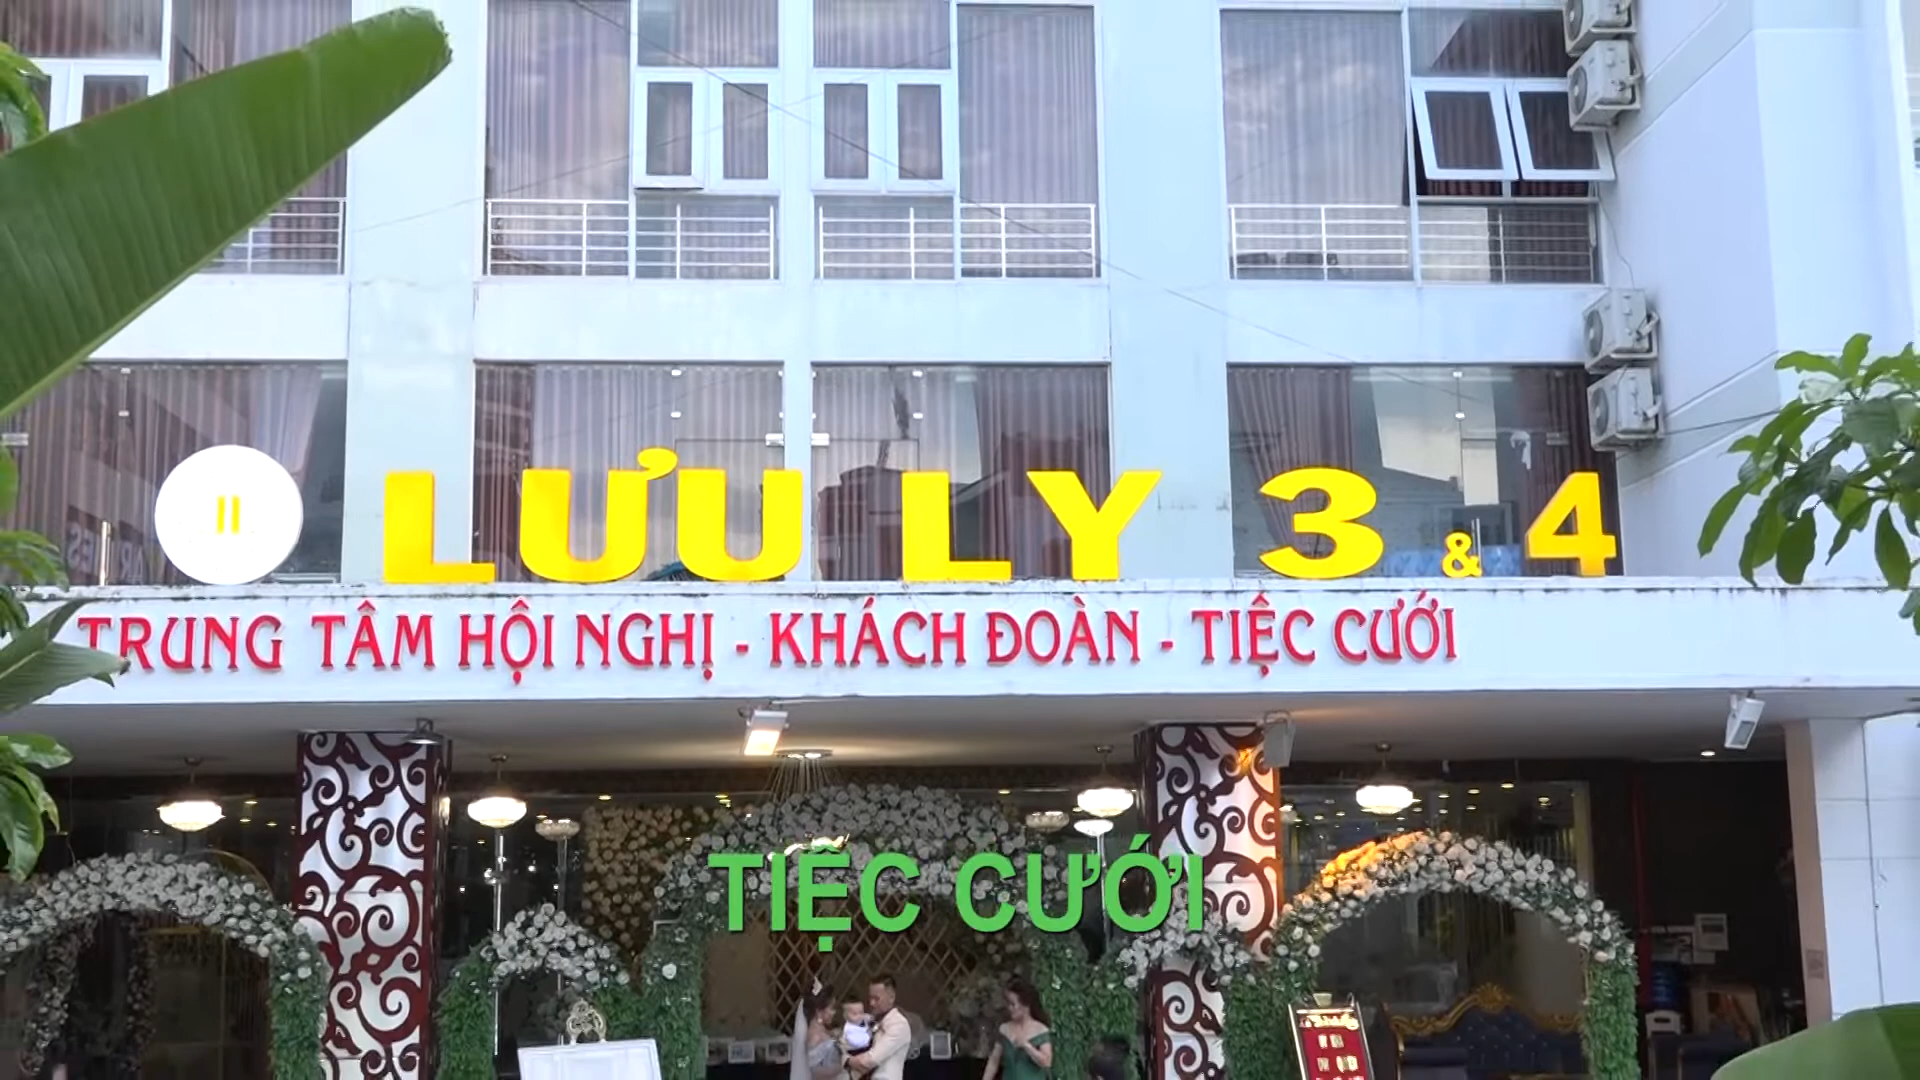 LƯU LY 3 & 4
TRUNG TÂM HỘI NGHỊ - KHÁCH ĐOÀN - TIỆC CƯỚI
TIỆC CƯỚI